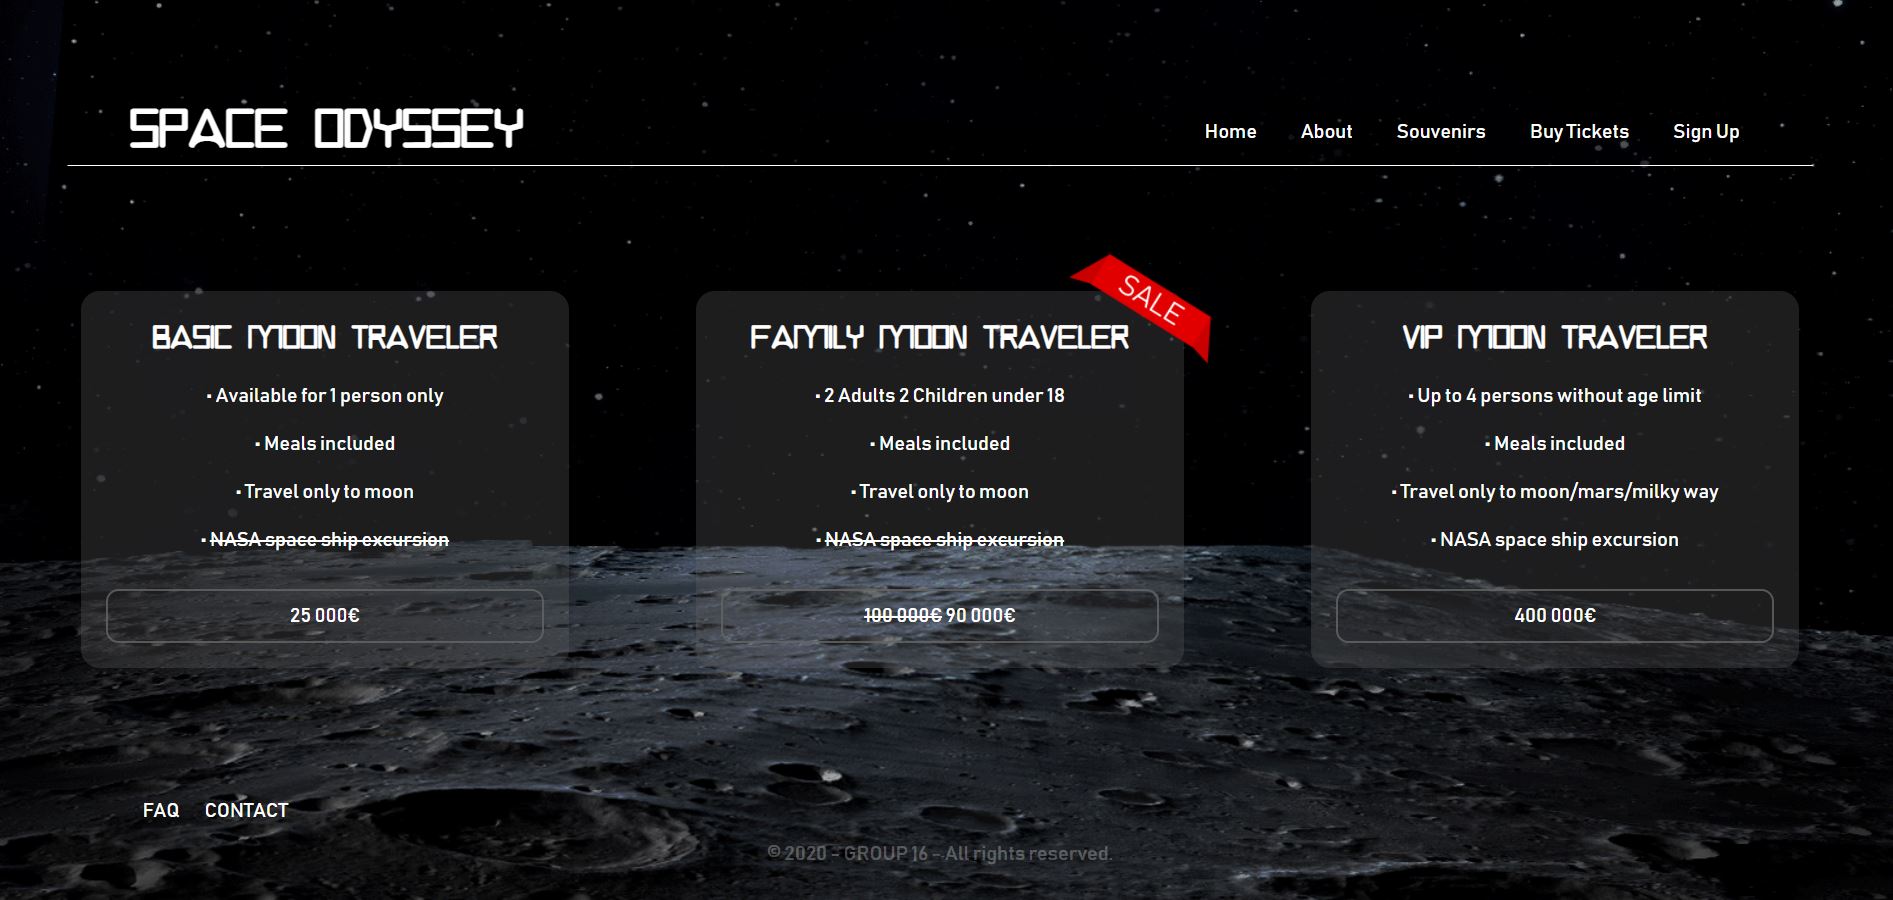 SPACE ODYSSEY
Home About Souvenirs Buy Tickets Sign Up
SALE
BASIC MOON TRAVELER
▪ Available for 1 person only
▪ Meals included
▪ Travel only to moon
▪ NASA space ship excursion
25 000€
FAMILY MOON TRAVELER
▪ 2 Adults 2 Children under 18
▪ Meals included
▪ Travel only to moon
▪ NASA space ship excursion
100 000€ 90 000€
VIP MOON TRAVELER
▪ Up to 4 persons without age limit
▪ Meals included
▪ Travel only to moon/mars/milky way
▪ NASA space ship excursion
400 000€
FAQ CONTACT
© 2020 - GROUP 16 - All rights reserved.